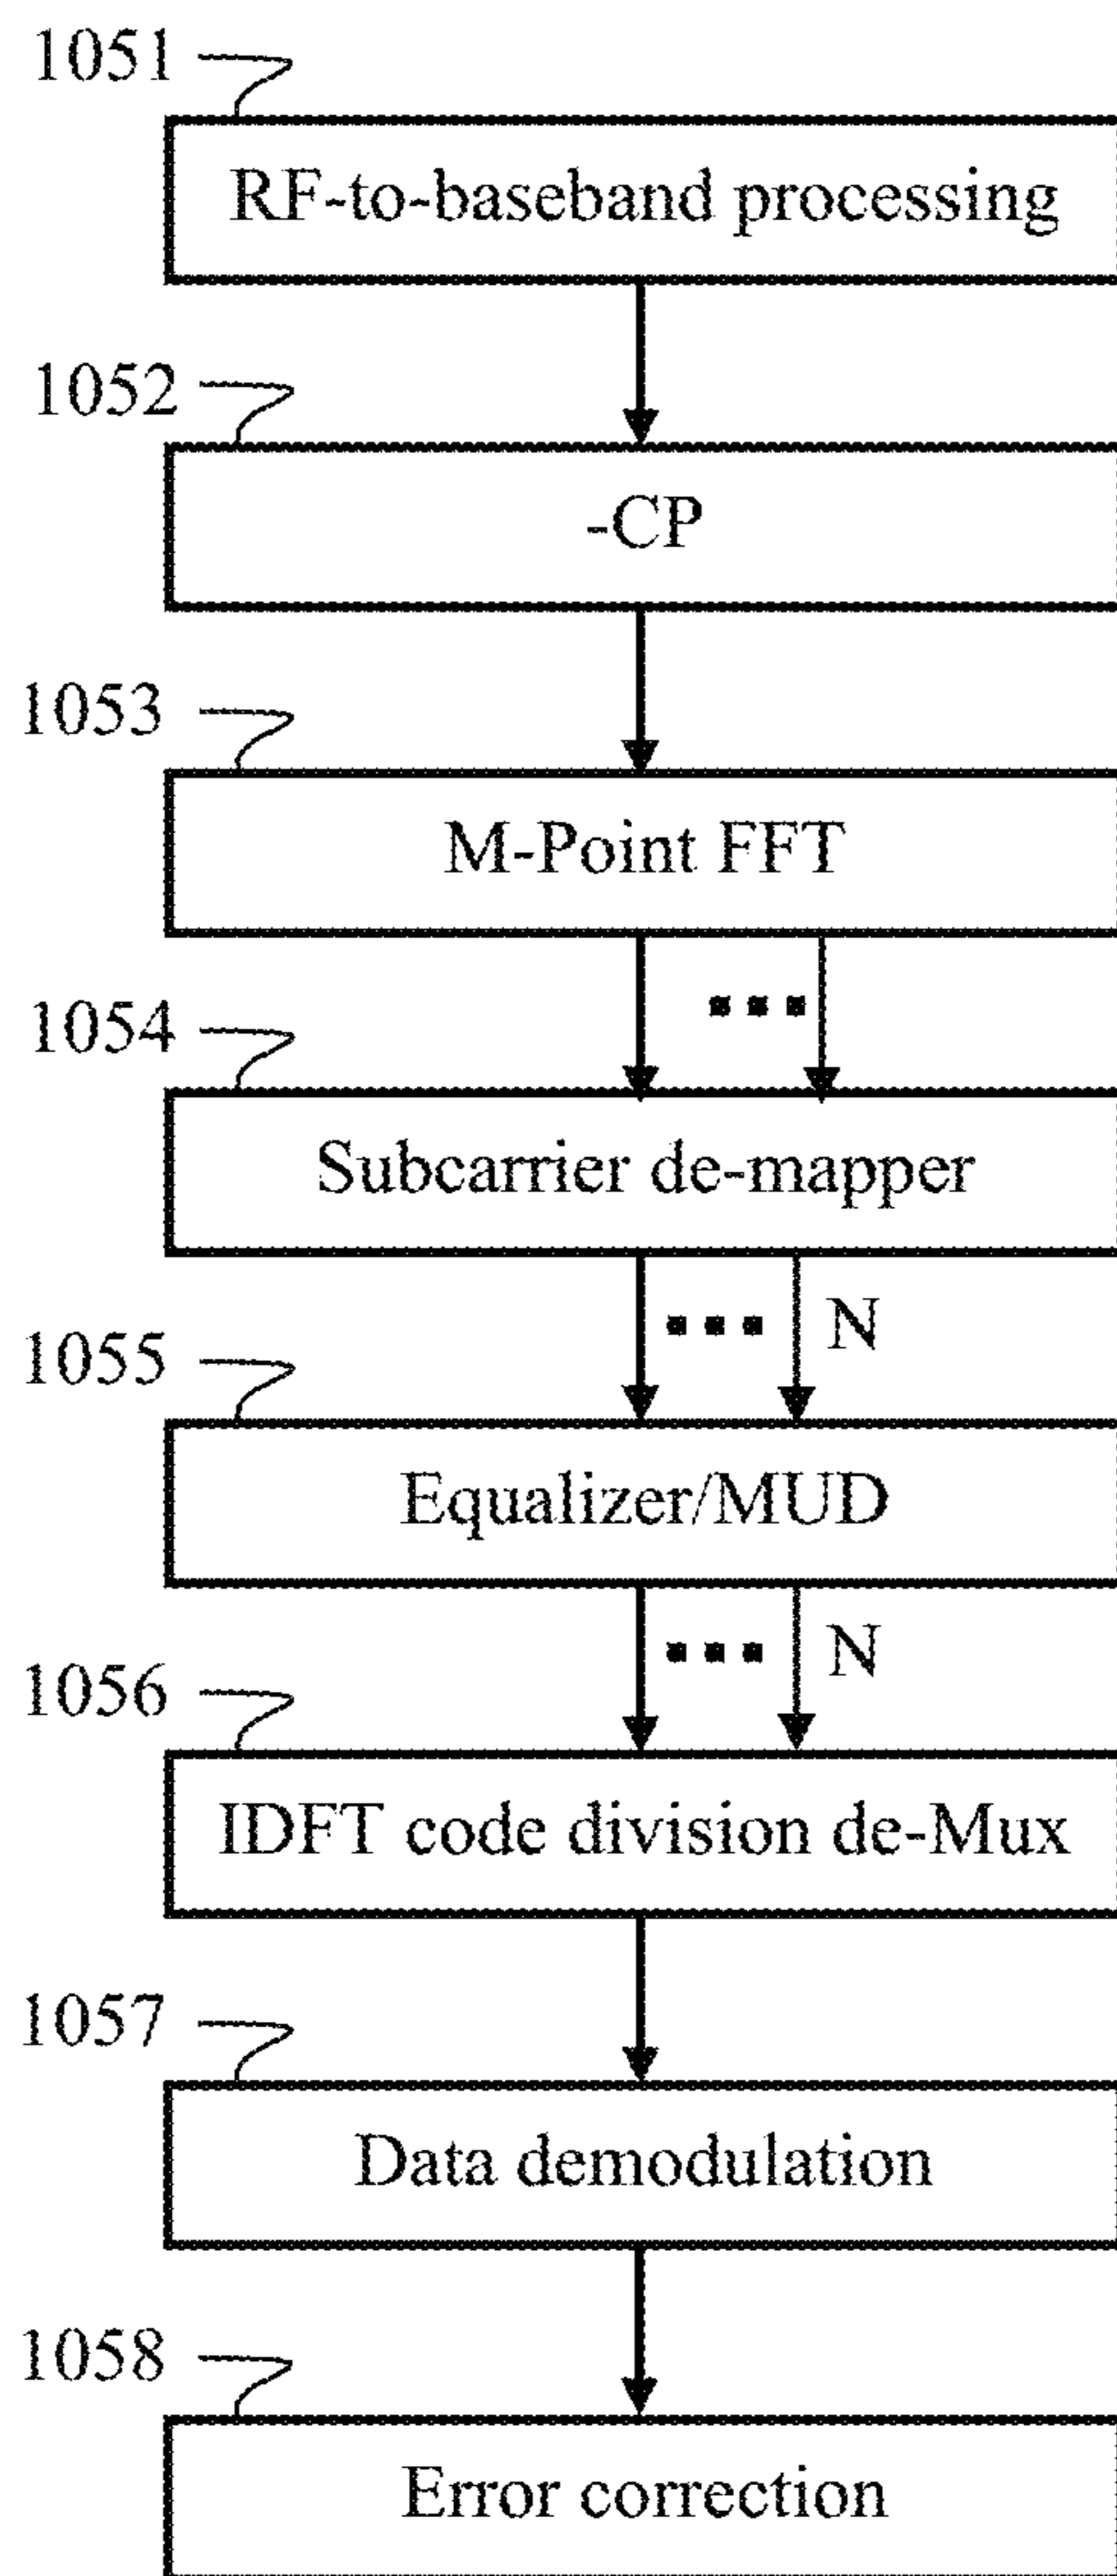 1051
RF-to-baseband processing
1052
-CP
1053
M-Point FFT
1054
Subcarrier de-mapper
N
1055
Equalizer/MUD
N
1056
IDFT code division de-Mux
1057
Data demodulation
1058
Error correction